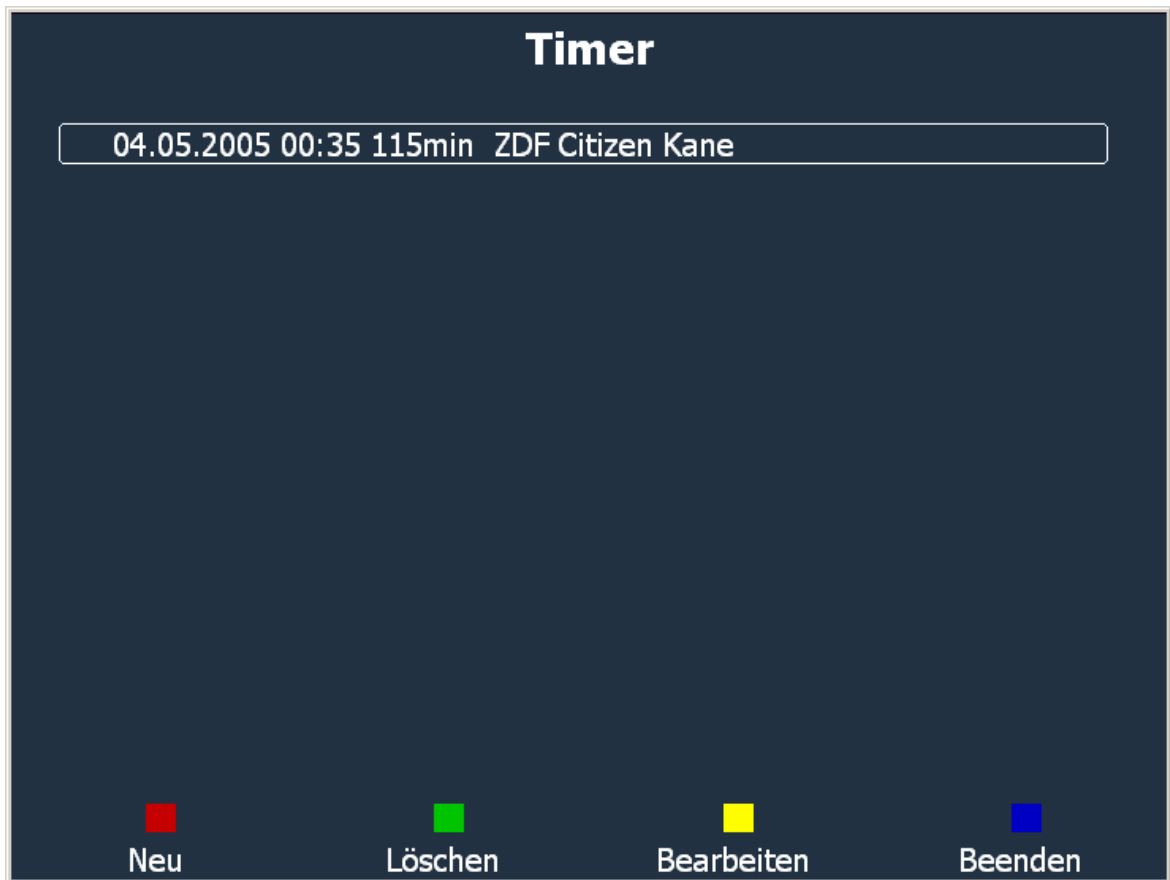 Timer
04.05.2005 00:35 115min ZDF Citizen Kane
Neu Löschen Bearbeiten Beenden